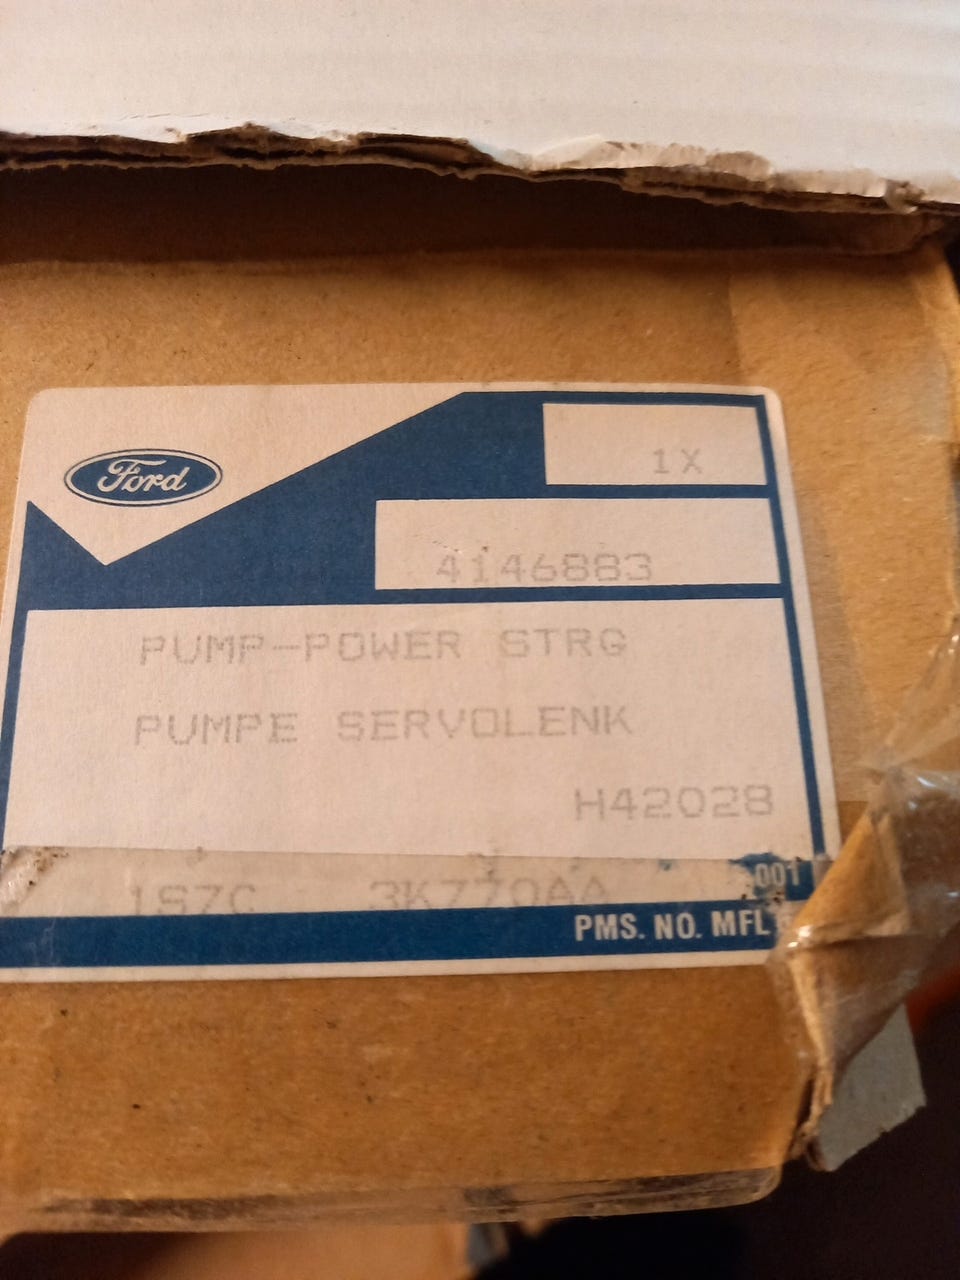 Ford
1X
4146883
PUMP-POWER STRG
PUMPE SERVOLENK
H42028
1S7C 3K770AA
001
PMS. NO. MFL